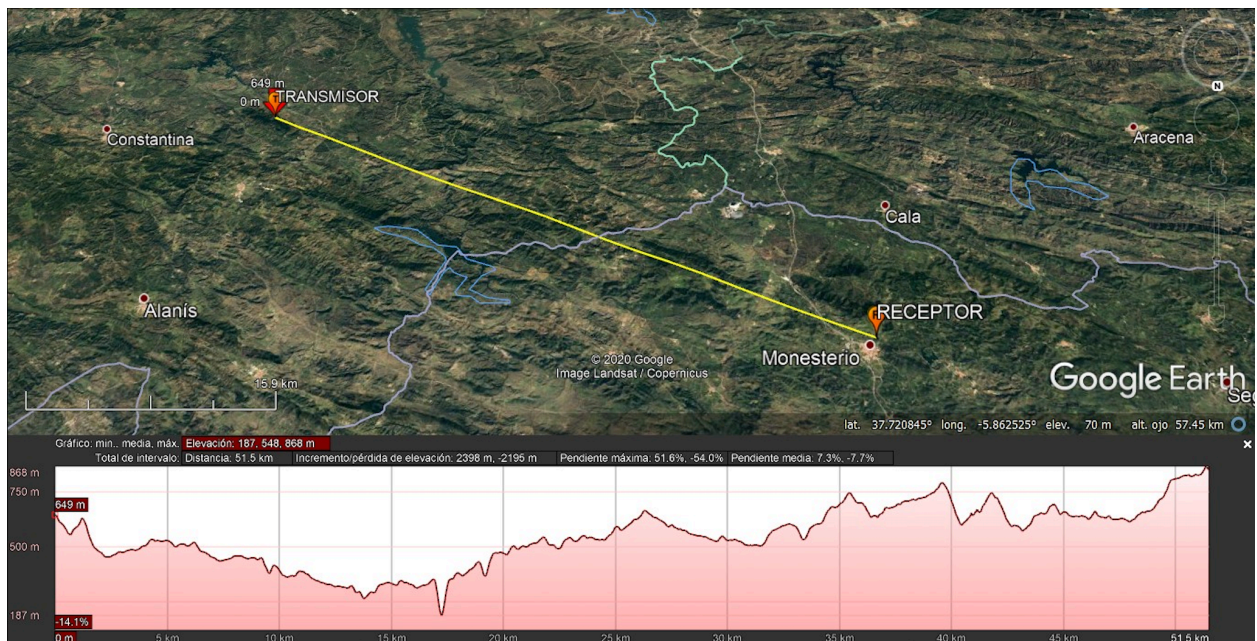 649 m
0 m TRANSMISOR
N
Constantina
Aracena
Cala
Alanís
RECEPTOR
Monesterio
© 2020 Google
Image Landsat / Copernicus
15.9 km
Google Earth
Seg
lat. 37.720845° long. -5.862525° elev. 70 m alt. ojo 57.45 km
Gráfico: min., media, máx. Elevación: 187, 548, 868 m
Total de intervalo: Distancia: 51.5 km Incremento/pérdida de elevación: 2398 m, -2195 m Pendiente máxima: 51.6%, -54.0% Pendiente media: 7.3%, -7.7%
868 m
750 m
649 m
500 m
187 m
-14.1%
0 m 5 km 10 km 15 km 20 km 25 km 30 km 35 km 40 km 45 km 51.5 km